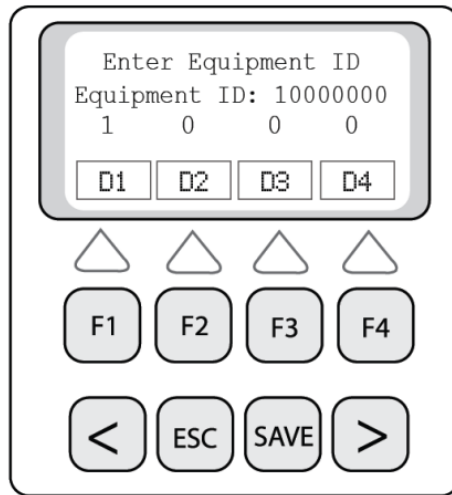 Enter Equipment ID
Equipment ID: 10000000
1 0 0 0
D1 D2 D3 D4
F1 F2 F3 F4
< ESC SAVE >